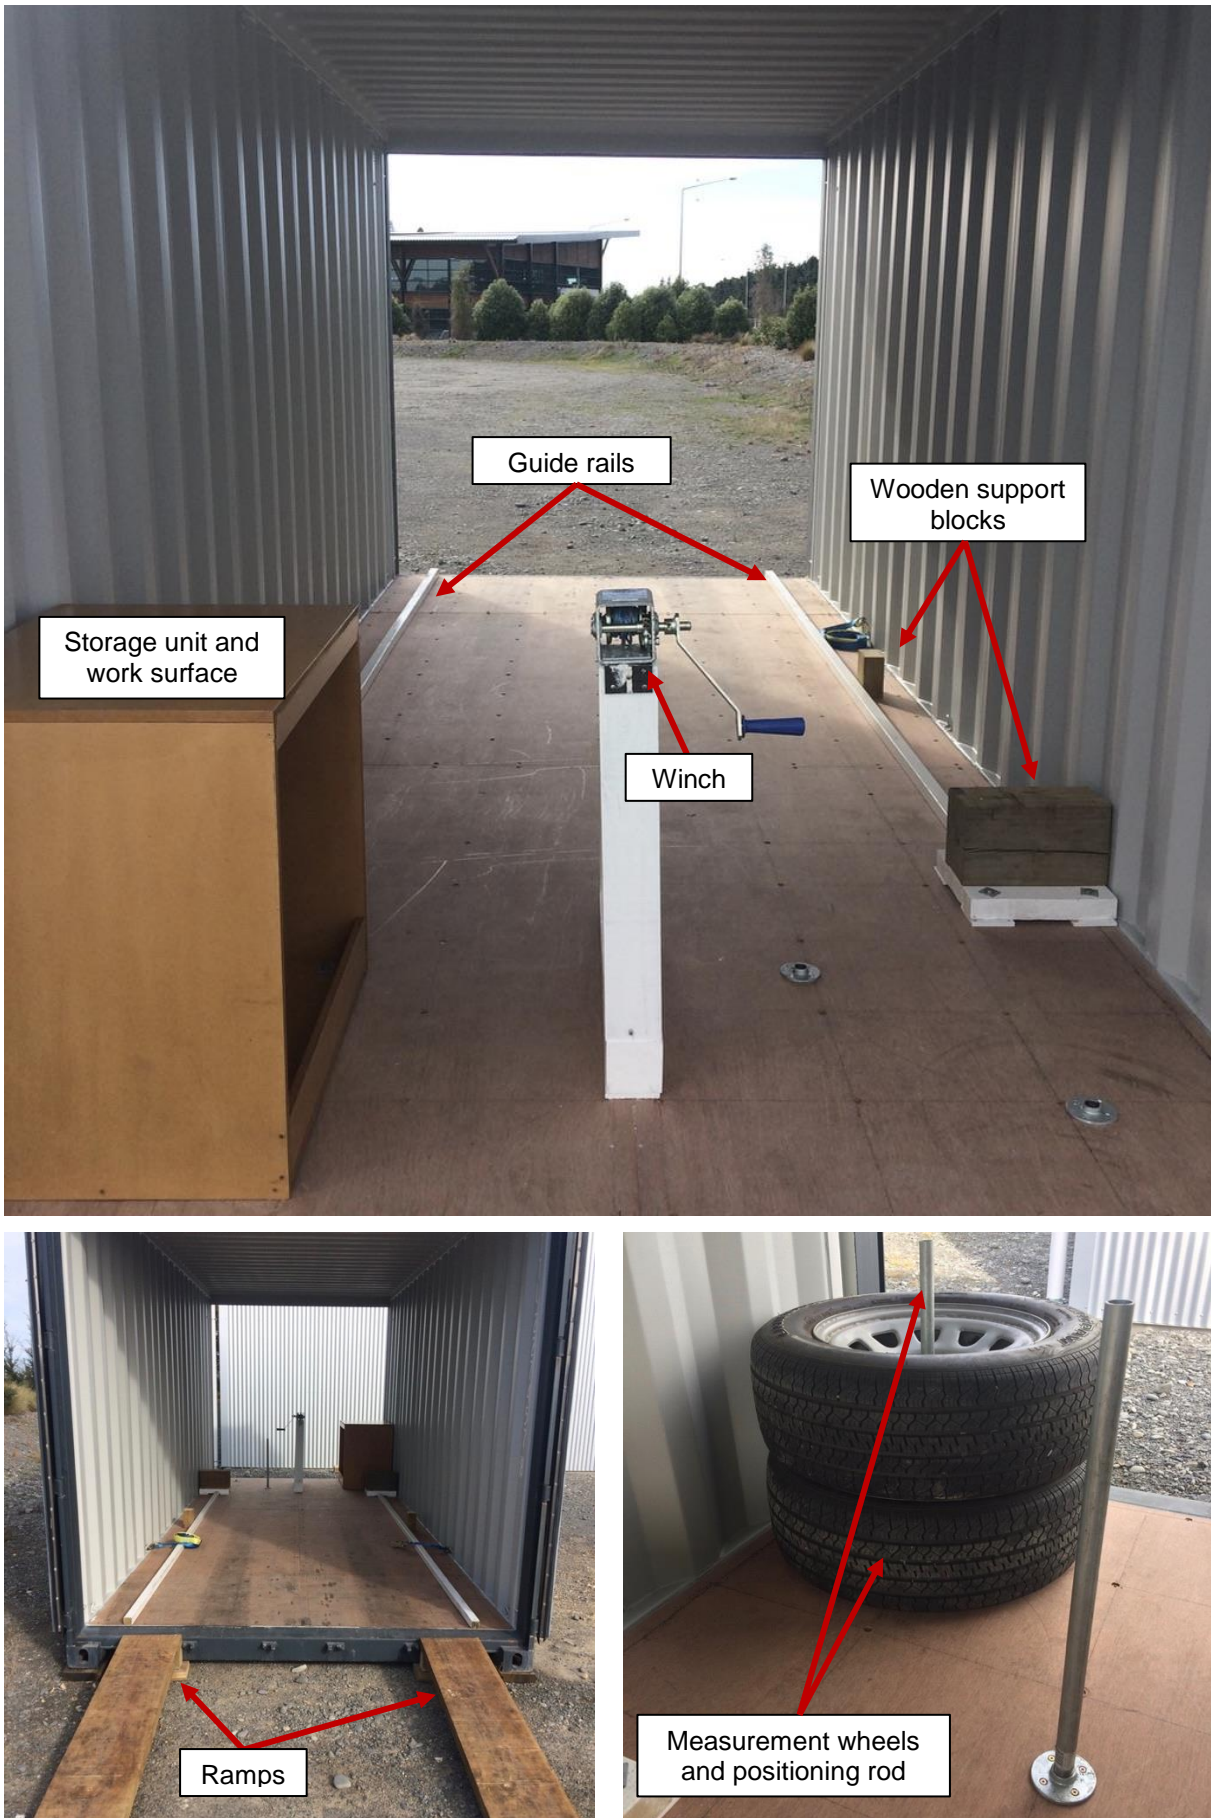 Guide rails
Wooden support
blocks
Storage unit and
work surface
Winch
Ramps
Measurement wheels
and positioning rod